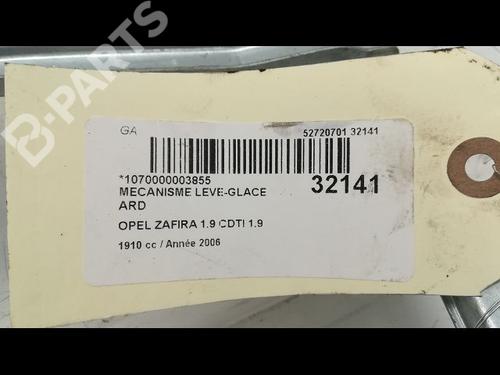 B-PARTS
GA
52720701 32141
*1070000003855
32141
MECANISME LEVE-GLACE
ARD
OPEL ZAFIRA 1.9 CDTI 1.9
1910 cc / Année 2006